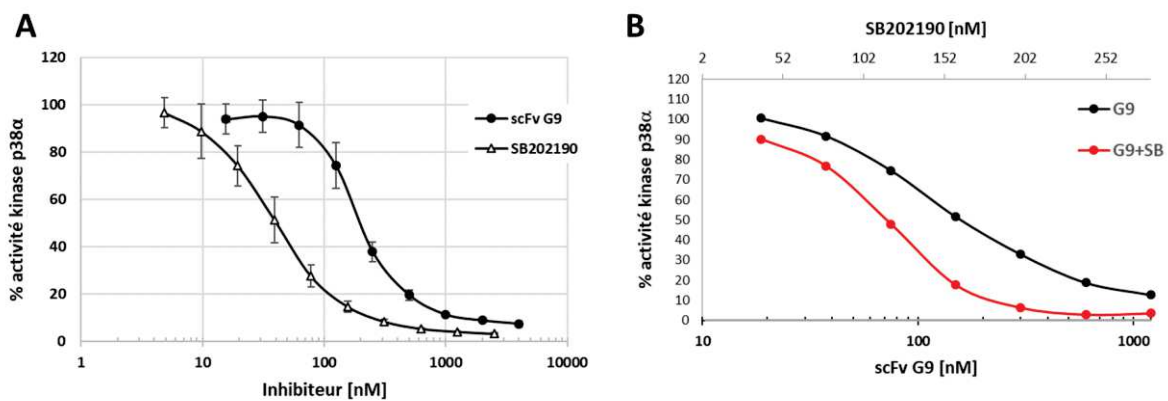 A
120
100
80
60
40
20
0
% activité kinase p38α
scFv G9
SB202190
1 10 100 1000 10000
Inhibiteur [nM]
B
SB202190 [nM]
2 52 102 152 202 252
120
110
100
90
80
70
60
50
40
30
20
10
0
% activité kinase p38α
G9
G9+SB
10 100 1000
scFv G9 [nM]